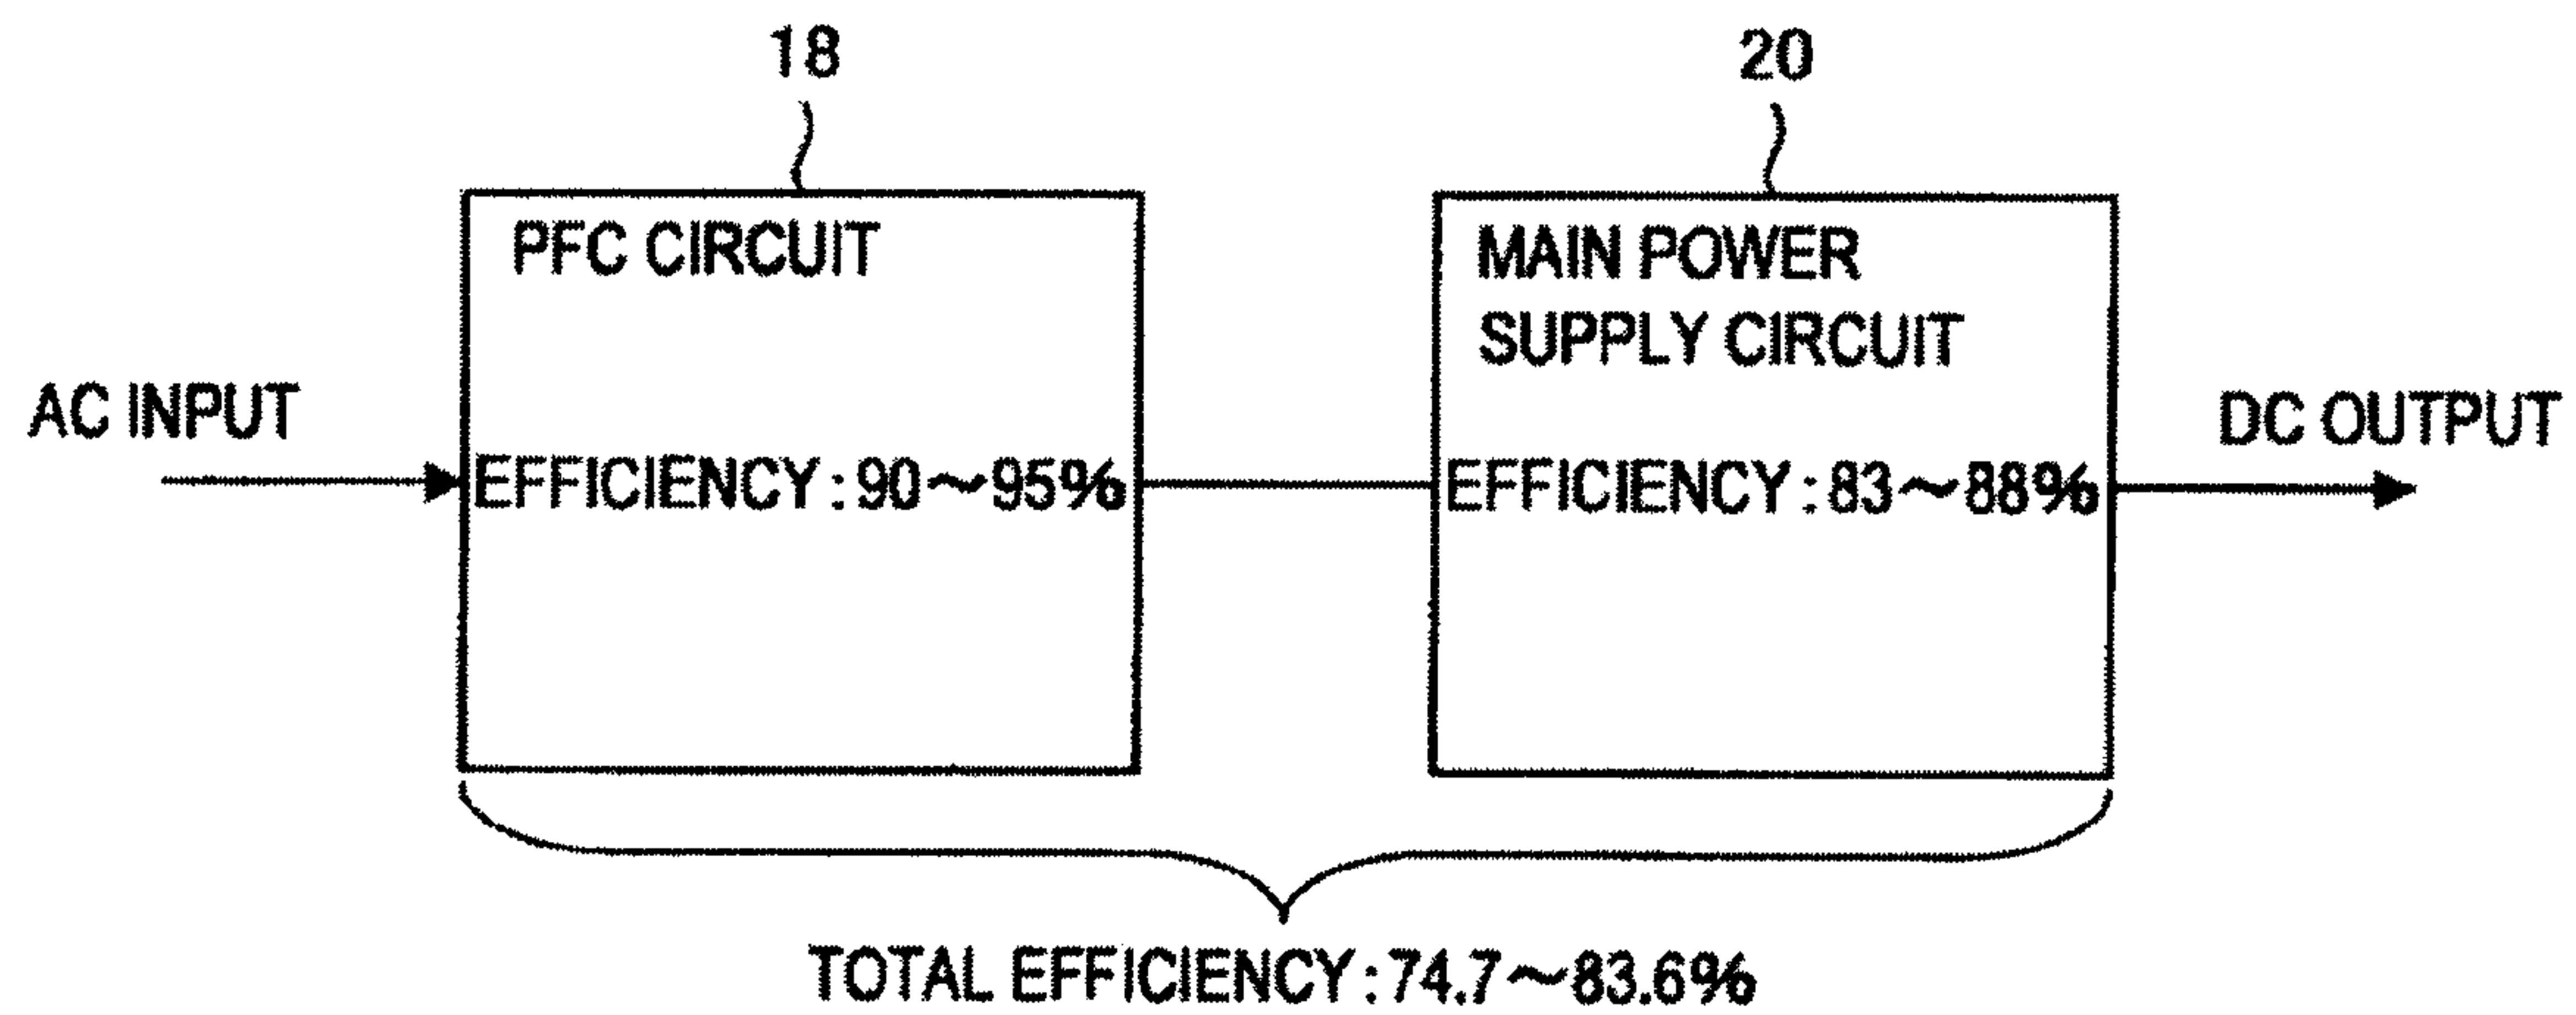 18
20
PFC CIRCUIT
MAIN POWER
SUPPLY CIRCUIT
AC INPUT
DC OUTPUT
EFFICIENCY : 90～95%
EFFICIENCY : 83～88%
TOTAL EFFICIENCY : 74.7～83.6%